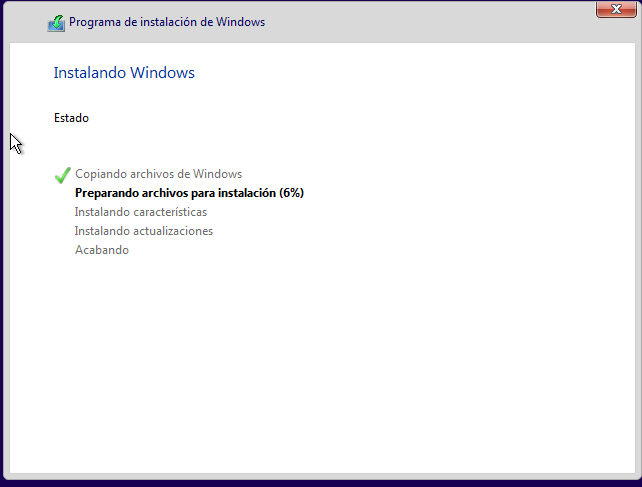 Programa de instalación de Windows
Instalando Windows
Estado
Copiando archivos de Windows
Preparando archivos para instalación (6%)
Instalando características
Instalando actualizaciones
Acabando